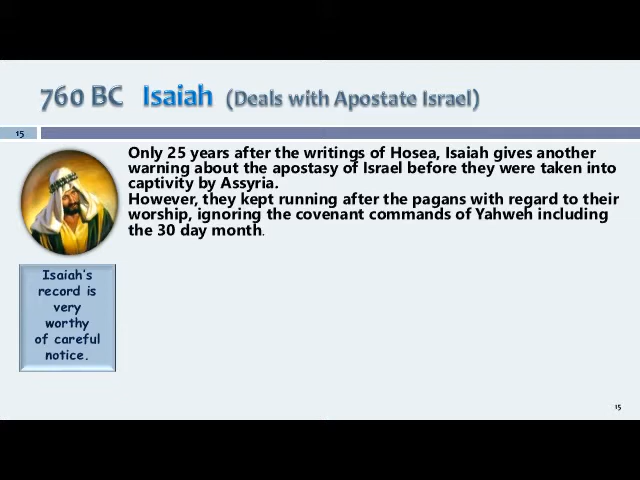 760 BC Isaiah (Deals with Apostate Israel)
15
Only 25 years after the writings of Hosea, Isaiah gives another
warning about the apostasy of Israel before they were taken into
captivity by Assyria.
However, they kept running after the pagans with regard to their
worship, ignoring the covenant commands of Yahweh including
the 30 day month.
Isaiah's
record is
very
worthy
of careful
notice.
15